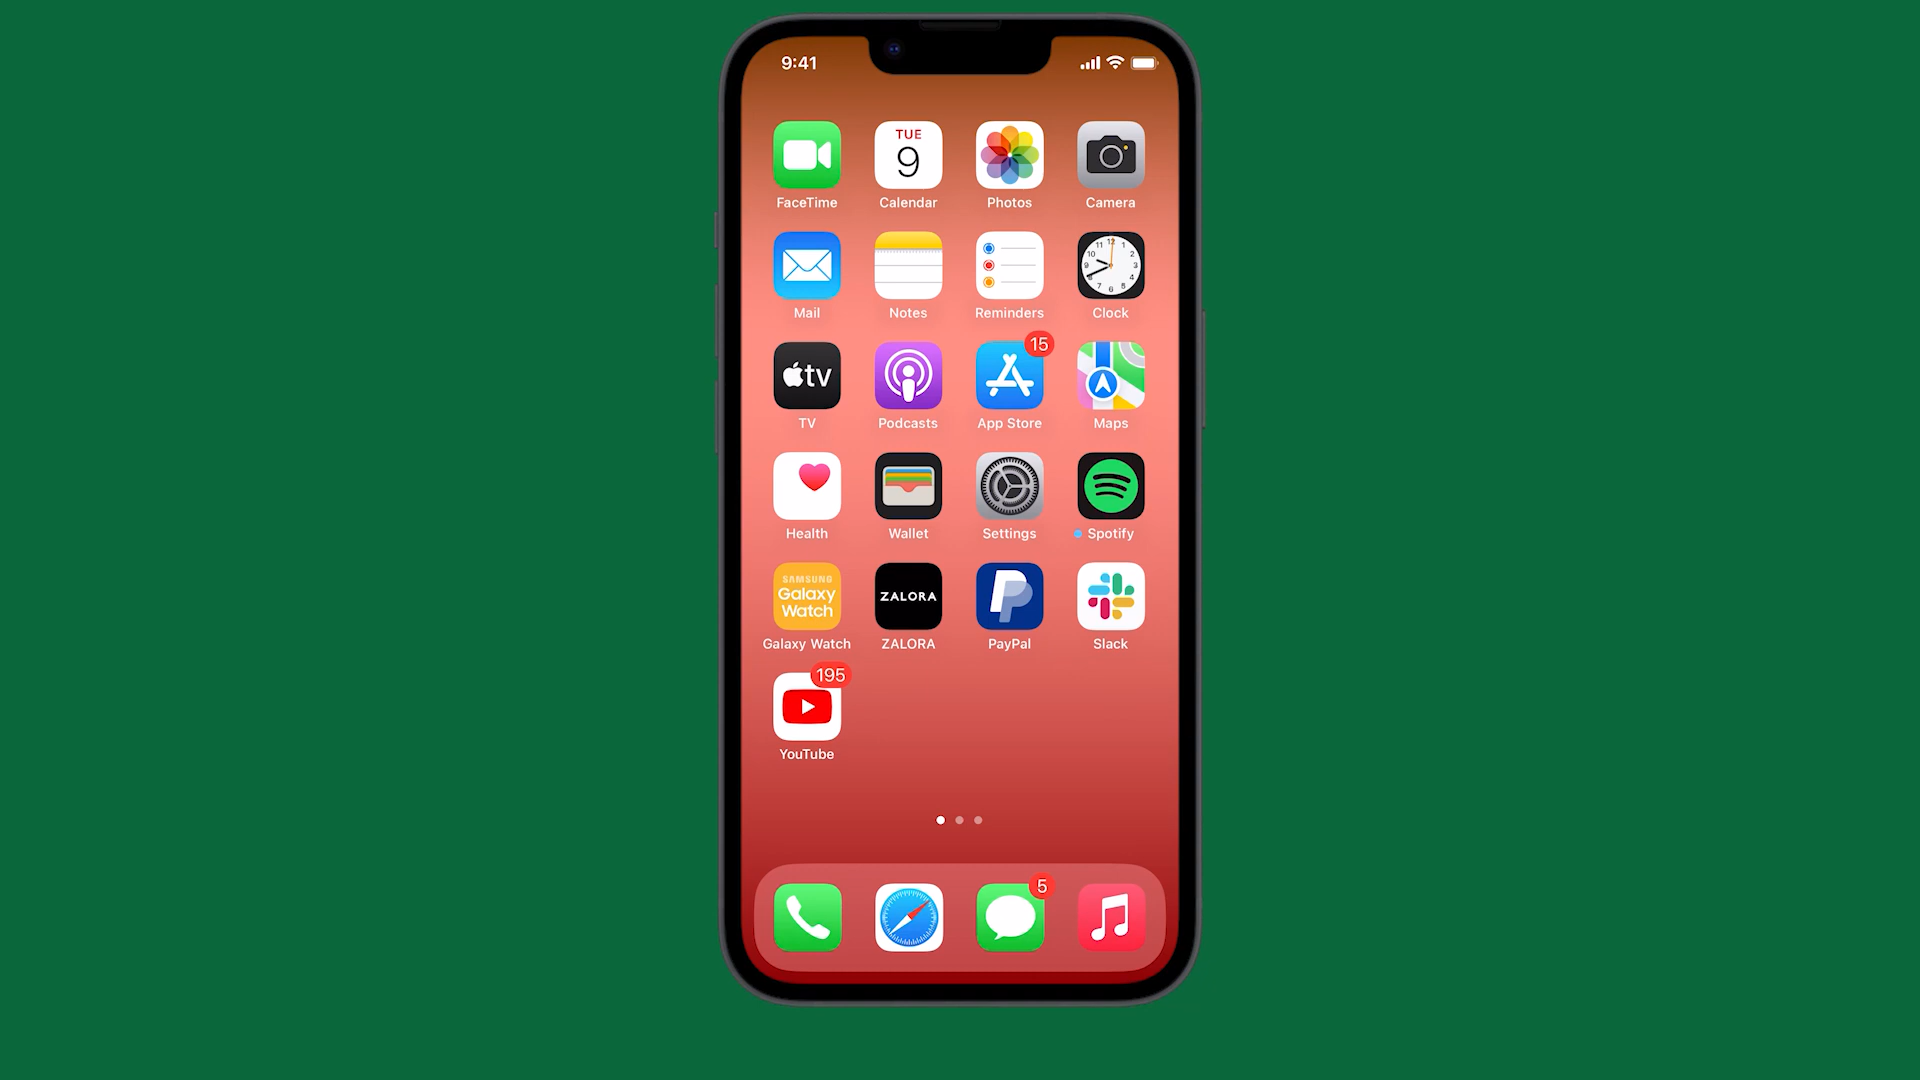 9:41
TUE
9
FaceTime Calendar Photos Camera
Mail Notes Reminders Clock
15
tv
TV Podcasts App Store Maps
Health Wallet Settings Spotify
SAMSUNG
Galaxy
Watch
ZALORA
Galaxy Watch ZALORA PayPal Slack
195
YouTube
5